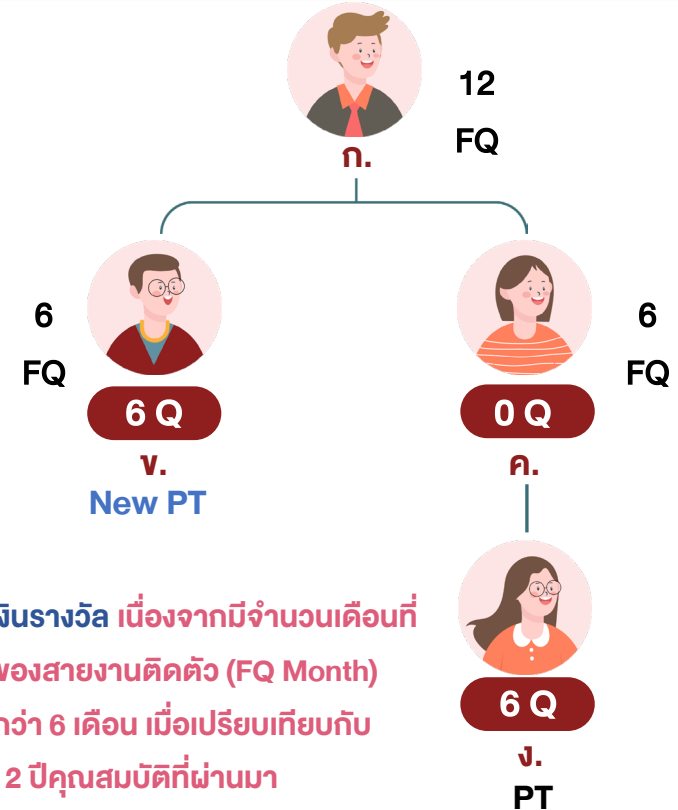 12
FQ
ก.
6
FQ
6
FQ
6 Q
0 Q
ข.
ค.
New PT
งินรางวัล เนื่องจากมีจำนวนเดือนที่
ของสายงานติดตัว (FQ Month)
กว่า 6 เดือน เมื่อเปรียบเทียบกับ
2 ปีคุณสมบัติที่ผ่านมา
6 Q
ง.
PT